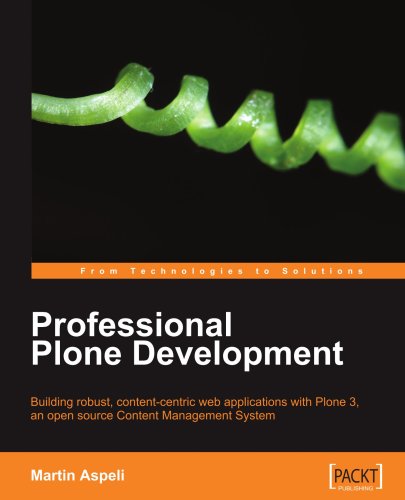 From Technologies to Solutions
Professional
Plone Development
Building robust, content-centric web applications with Plone 3,
an open source Content Management System
Martin Aspeli
[PACKT]
PUBLISHING